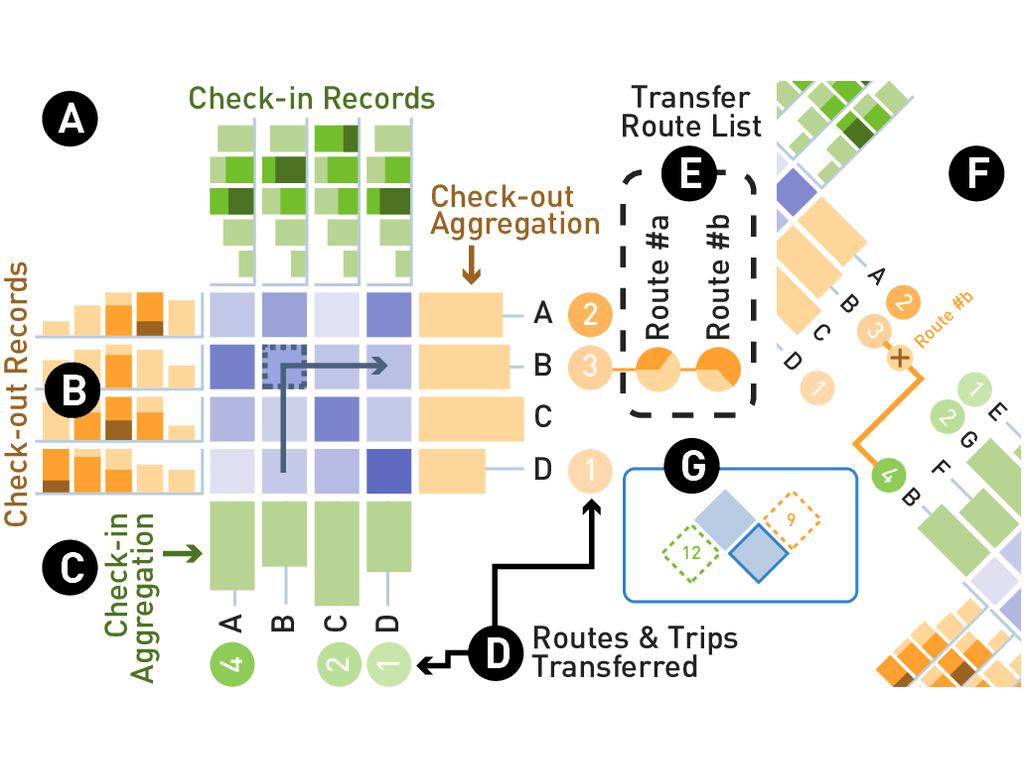 A
Check-in Records
Transfer
Route List
E
F
Check-out
Aggregation
Route #a
Route #b
Check-out Records
B
A
2
B
3
C
D
1
A
2
B
3
C
D
1
Route #b
1
E
2
G
F
4
B
G
12
9
C
Check-in
Aggregation
A
B
C
D
4
2
1
D
Routes & Trips
Transferred